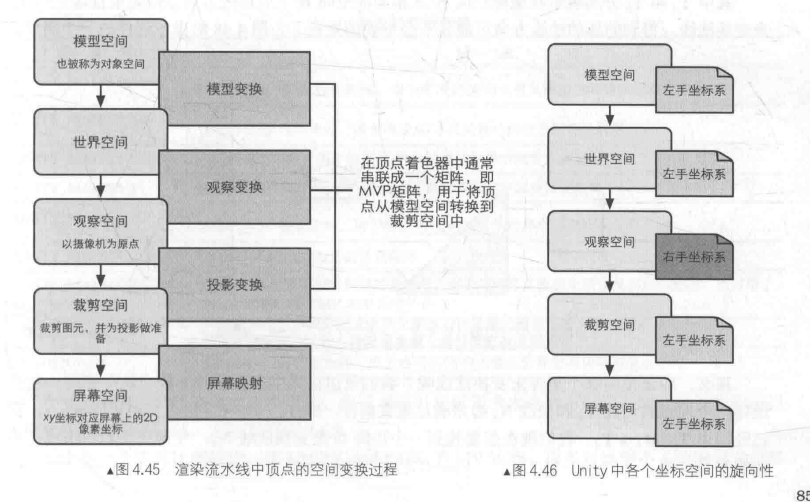 模型空间
也被称为对象空间
模型变换
世界空间
观察变换
观察空间
以摄像机为原点
投影变换
裁剪空间
裁剪图元，并为投影做准
备
屏幕映射
屏幕空间
xy坐标对应屏幕上的2D
像素坐标
在顶点着色器中通常
串联成一个矩阵，即
MVP矩阵，用于将顶
点从模型空间转换到
裁剪空间中
▲图 4.45 渲染流水线中顶点的空间变换过程
模型空间
左手坐标系
世界空间
左手坐标系
观察空间
右手坐标系
裁剪空间
左手坐标系
屏幕空间
左手坐标系
▲图 4.46 Unity 中各个坐标空间的旋向性
85